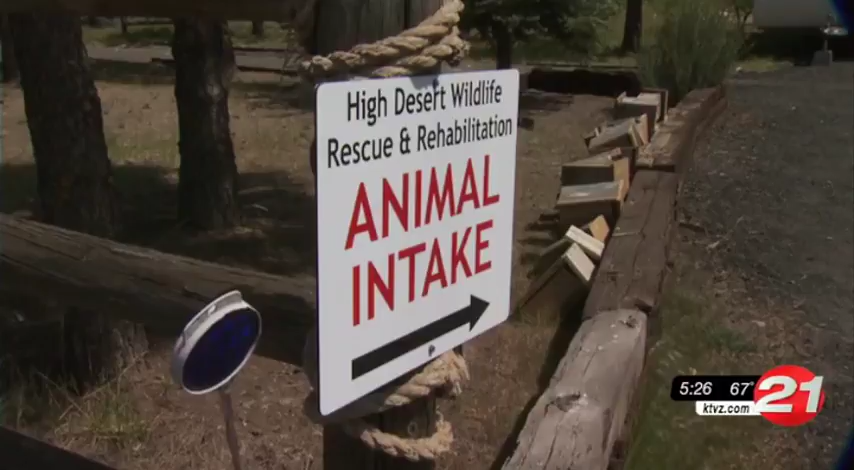 High Desert Wildlife
Rescue & Rehabilitation
ANIMAL
INTAKE
5:26 67°
ktvz.com
21